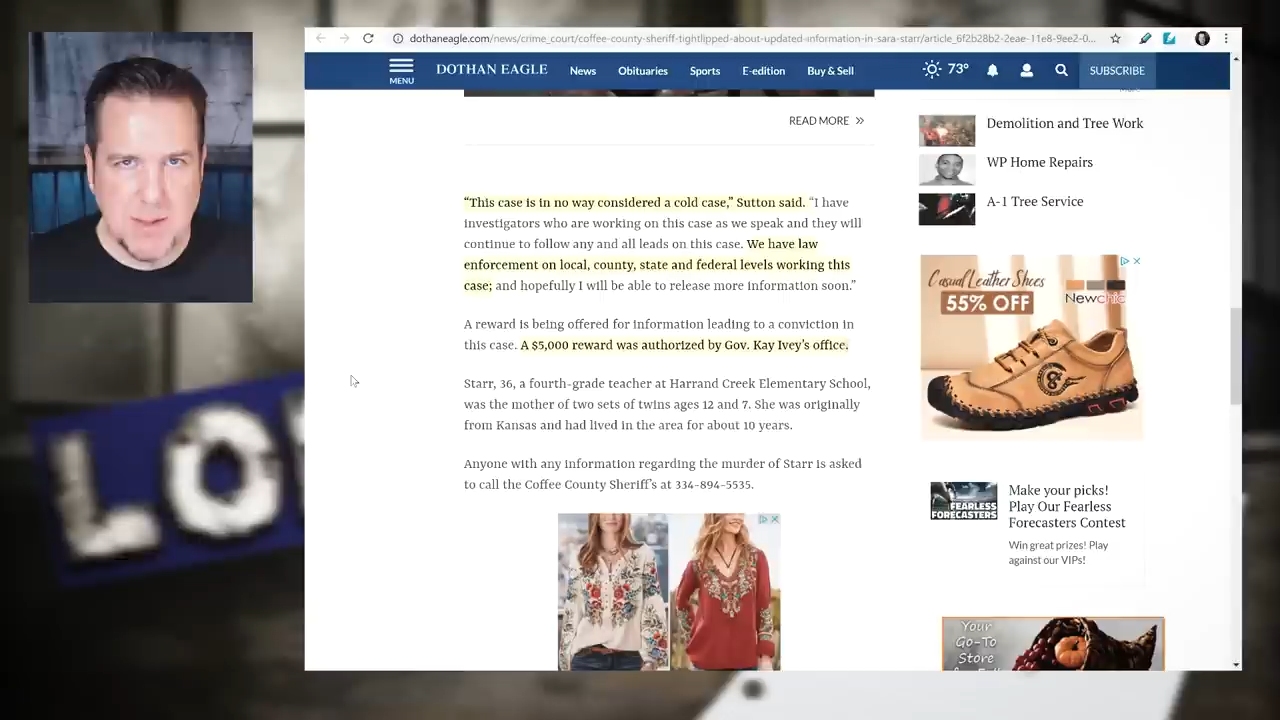 dothaneagle.com/news/crime_court/coffee-county-sheriff-tightlipped-about-updated-information-in-sara-starr/article_6f2b28b2-2eae-11e8-9ee2-0...
MENU
DOTHAN EAGLE
News
Obituaries
Sports
E-edition
Buy & Sell
73°
SUBSCRIBE
READ MORE »
“This case is in no way considered a cold case,” Sutton said. “I have
investigators who are working on this case as we speak and they will
continue to follow any and all leads on this case. We have law
enforcement on local, county, state and federal levels working this
case; and hopefully I will be able to release more information soon.”
A reward is being offered for information leading to a conviction in
this case. A $5,000 reward was authorized by Gov. Kay Ivey’s office.
Starr, 36, a fourth-grade teacher at Harrand Creek Elementary School,
was the mother of two sets of twins ages 12 and 7. She was originally
from Kansas and had lived in the area for about 10 years.
Anyone with any information regarding the murder of Starr is asked
to call the Coffee County Sheriff’s at 334-894-5535.
Demolition and Tree Work
WP Home Repairs
A-1 Tree Service
Casual Leather Shoes
55% OFF
Newchic
Make your picks!
Play Our Fearless
Forecasters Contest
Win great prizes! Play
against our VIPs!
FEARLESS
FORECASTERS
Your
Go-To
Store
LO